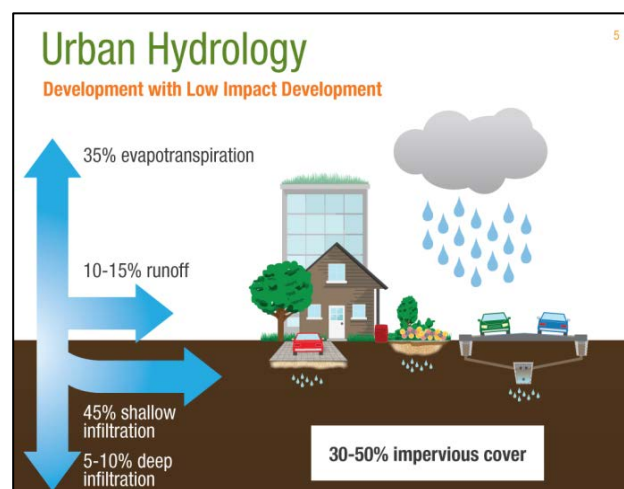 Urban Hydrology
5
Development with Low Impact Development
35% evapotranspiration
10-15% runoff
45% shallow
infiltration
5-10% deep
infiltration
30-50% impervious cover